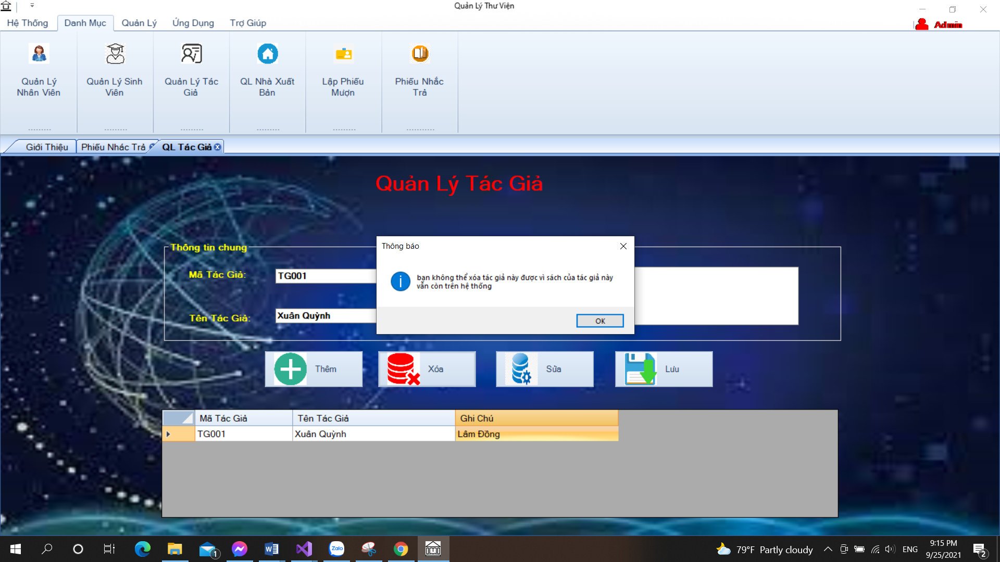 Quản Lý Thư Viện
Hệ Thống
Danh Mục
Quản Lý
Ứng Dụng
Trợ Giúp
Admin
Quản Lý
Nhân Viên
Quản Lý Sinh
Viên
Quản Lý Tác
Giả
QL Nhà Xuất
Bản
Lập Phiếu
Mượn
Phiếu Nhắc
Trả
Giới Thiệu
Phiếu Nhác Trả
QL Tác Giả
Quản Lý Tác Giả
Thông tin chung
Mã Tác Giả:
TG001
Tên Tác Giả:
Xuân Quỳnh
Thông báo
bạn không thể xóa tác giả này được vì sách của tác giả này
vẫn còn trên hệ thống
OK
Thêm
Xóa
Sửa
Lưu
Mã Tác Giả
Tên Tác Giả
Ghi Chú
TG001
Xuân Quỳnh
Lâm Đồng
1
Zalo
79°F Partly cloudy
ENG
9:15 PM
9/25/2021
2